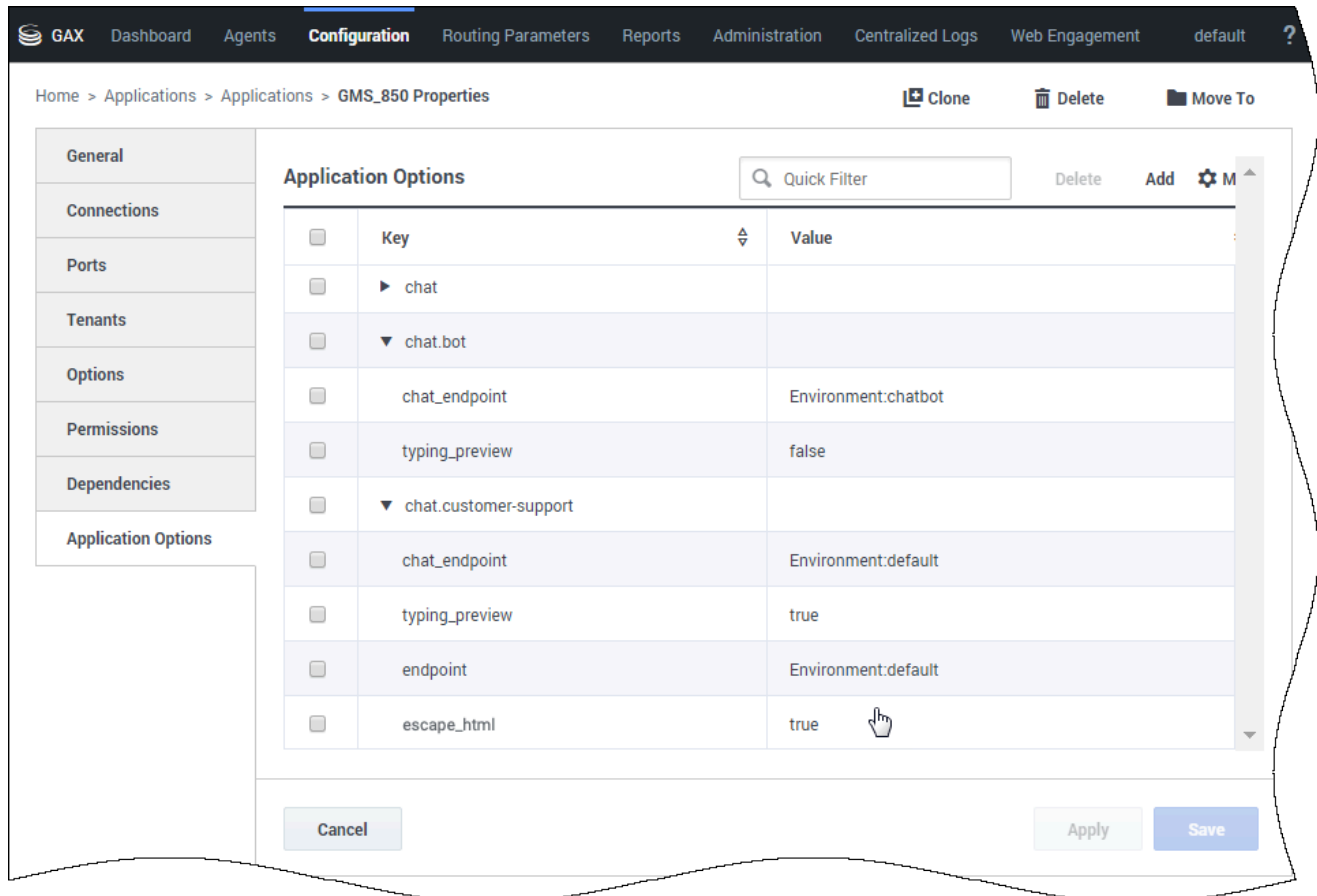 GAX Dashboard Agents Configuration Routing Parameters Reports Administration Centralized Logs Web Engagement default ?
Home > Applications > Applications > GMS_850 Properties Clone Delete Move To
General
Connections
Ports
Tenants
Options
Permissions
Dependencies
Application Options
Application Options Quick Filter Delete Add M
Key Value
chat
chat.bot
chat_endpoint Environment:chatbot
typing_preview false
chat.customer-support
chat_endpoint Environment:default
typing_preview true
endpoint Environment:default
escape_html true
Cancel Apply Save